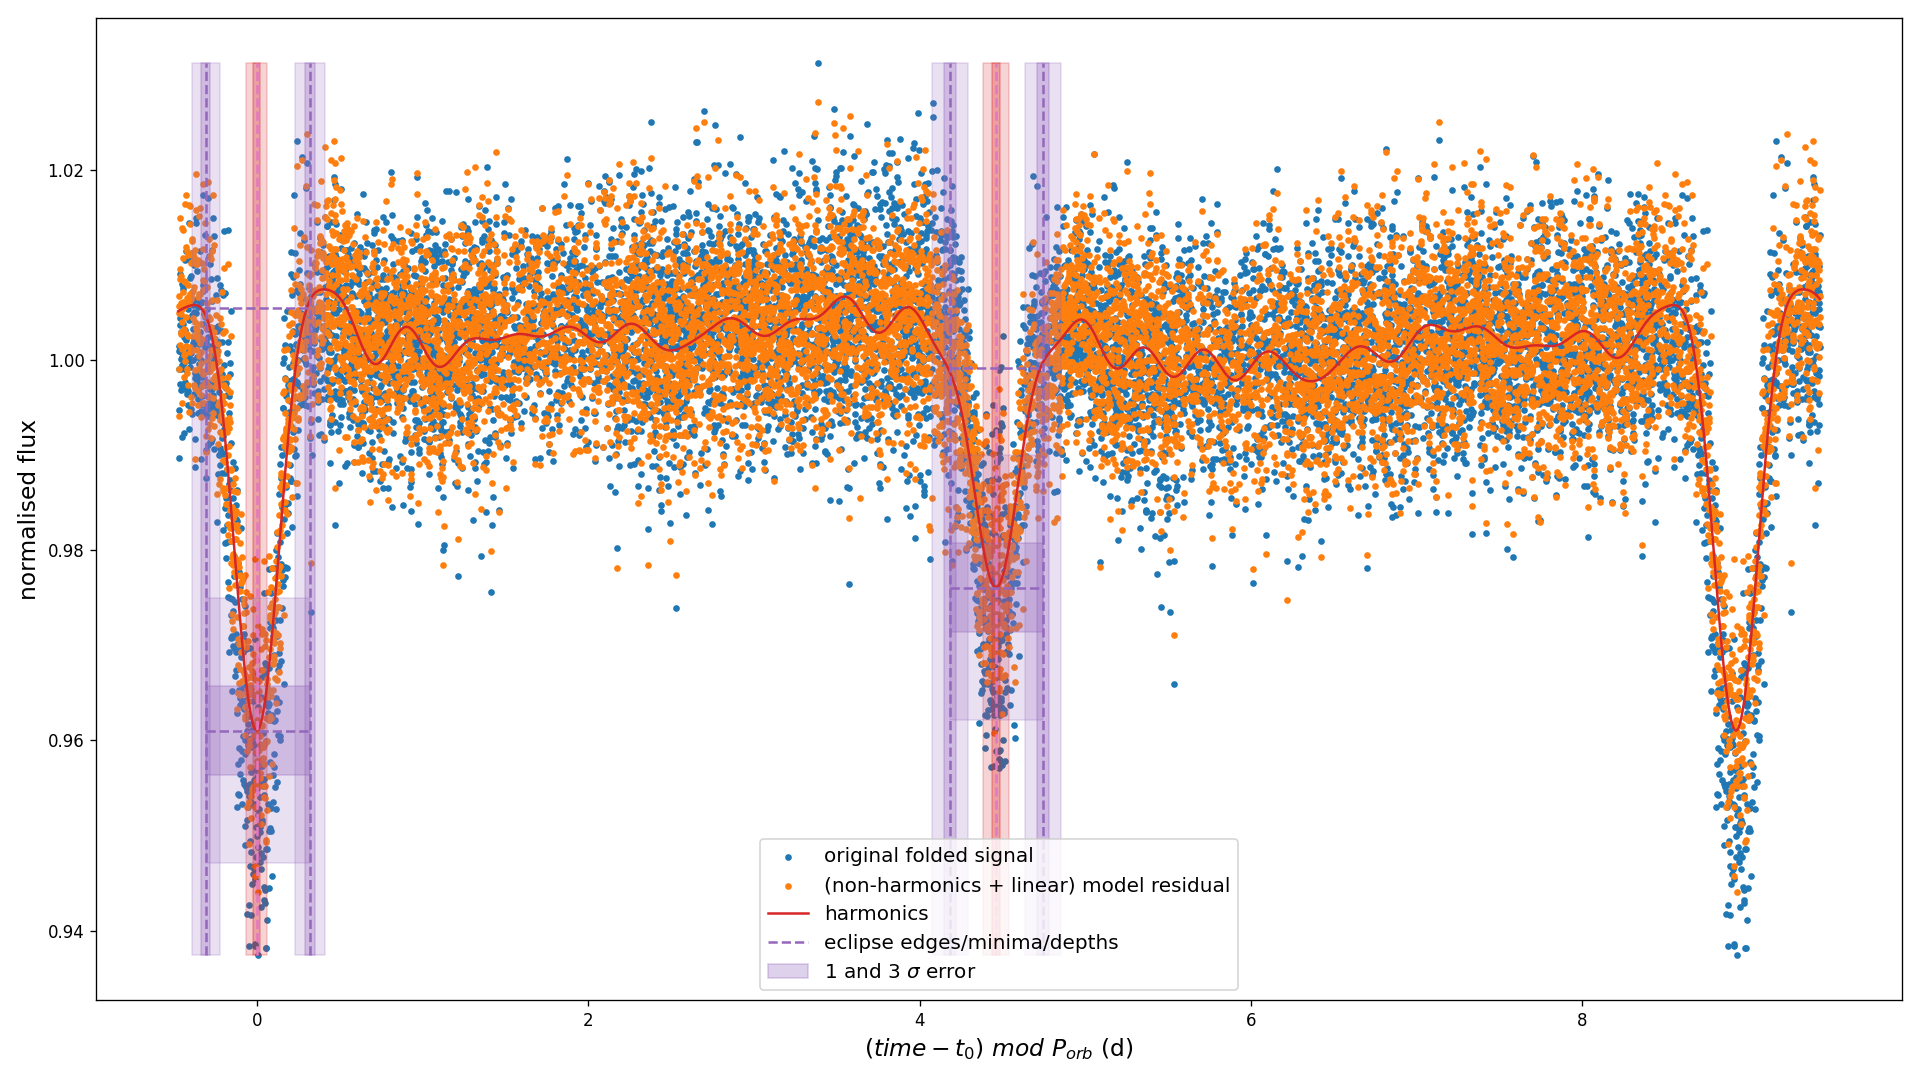 normalised flux
1.02
1.00
0.98
0.96
0.94
original folded signal
(non-harmonics + linear) model residual
harmonics
eclipse edges/minima/depths
1 and 3 σ error
0 2 4 6 8
(time − t₀) mod P_orb (d)